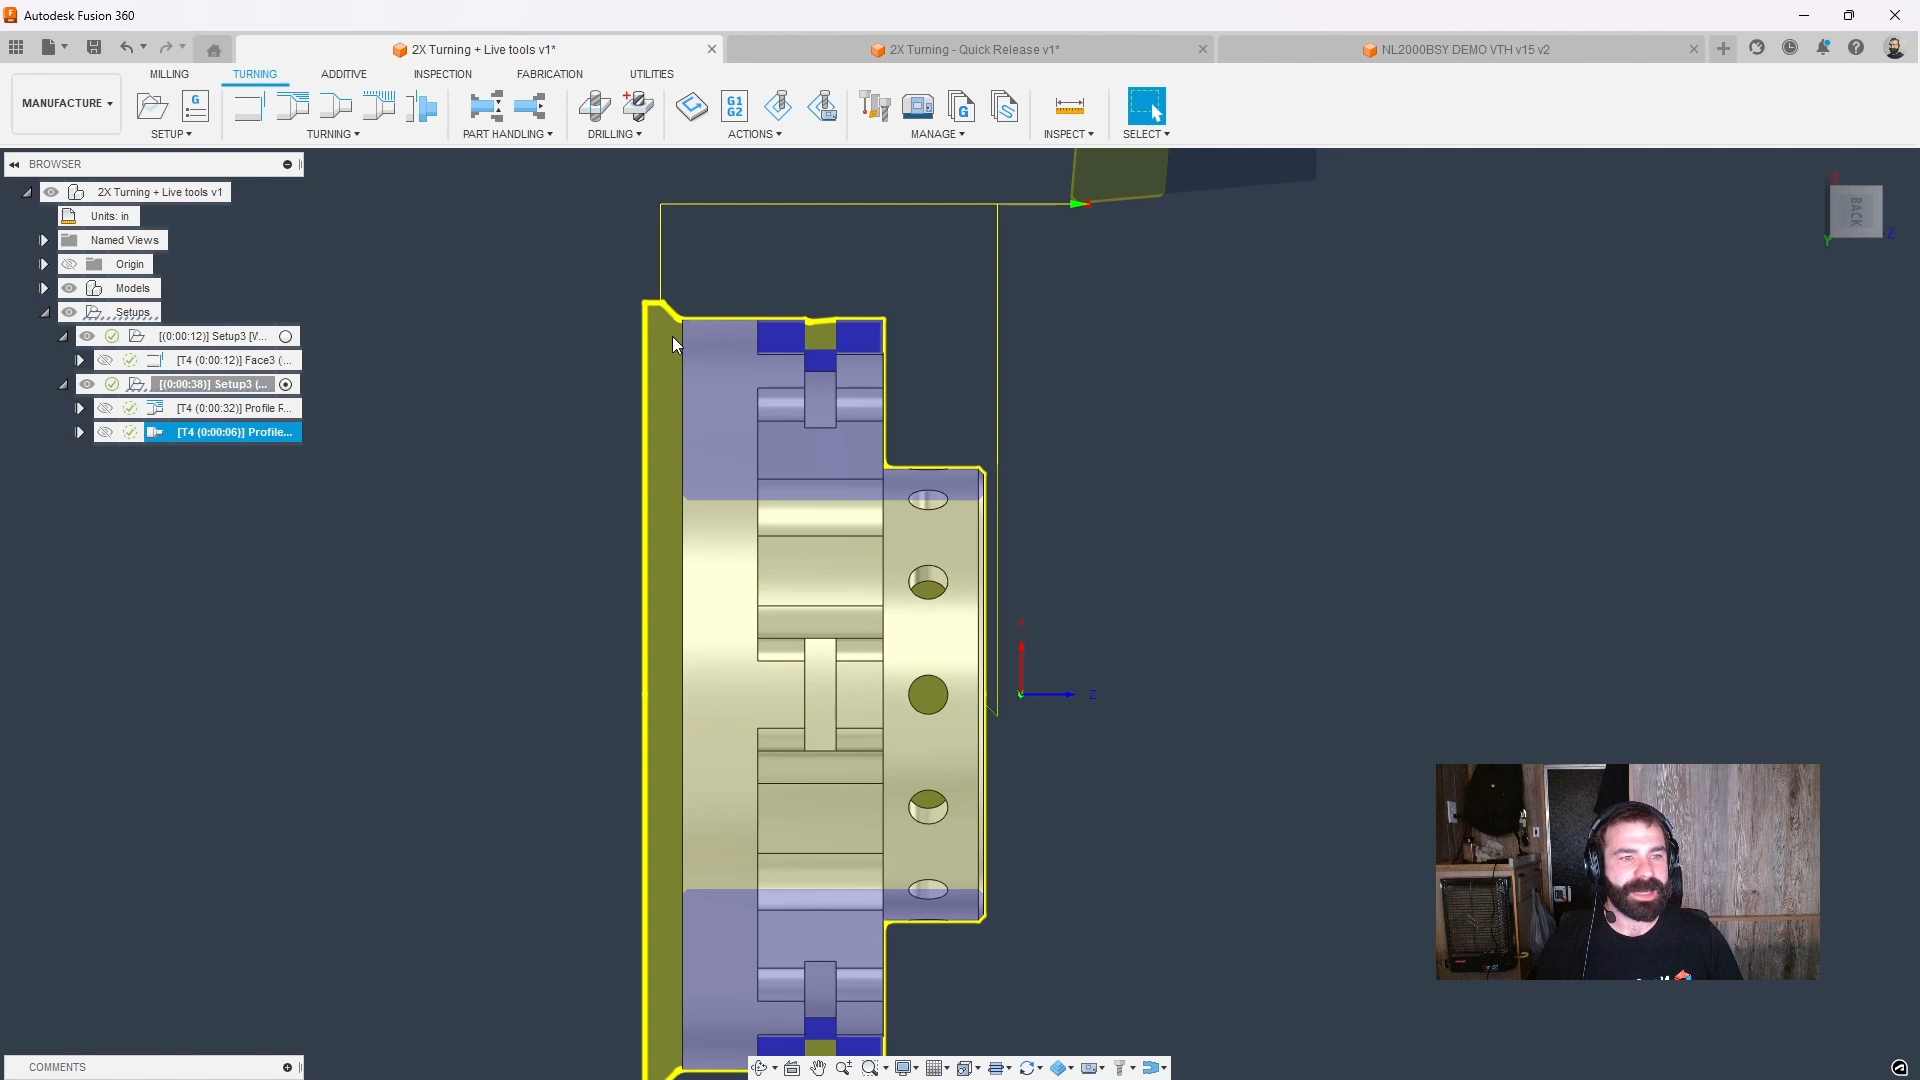 Autodesk Fusion 360
2X Turning + Live tools v1*
2X Turning - Quick Release v1*
NL2000BSY DEMO VTH v15 v2
MILLING
TURNING
ADDITIVE
INSPECTION
FABRICATION
UTILITIES
MANUFACTURE
G
G1
G2
G
SETUP
TURNING
PART HANDLING
DRILLING
ACTIONS
MANAGE
INSPECT
SELECT
BROWSER
2X Turning + Live tools v1
Units: in
Named Views
Origin
Models
Setups
[(0:00:12)] Setup3 [W...
[T4 (0:00:12)] Face3 (...
[(0:00:38)] Setup3 (...
[T4 (0:00:32)] Profile R...
[T4 (0:00:06)] Profile...
BACK
X
Y
Z
X
Y
Z
COMMENTS